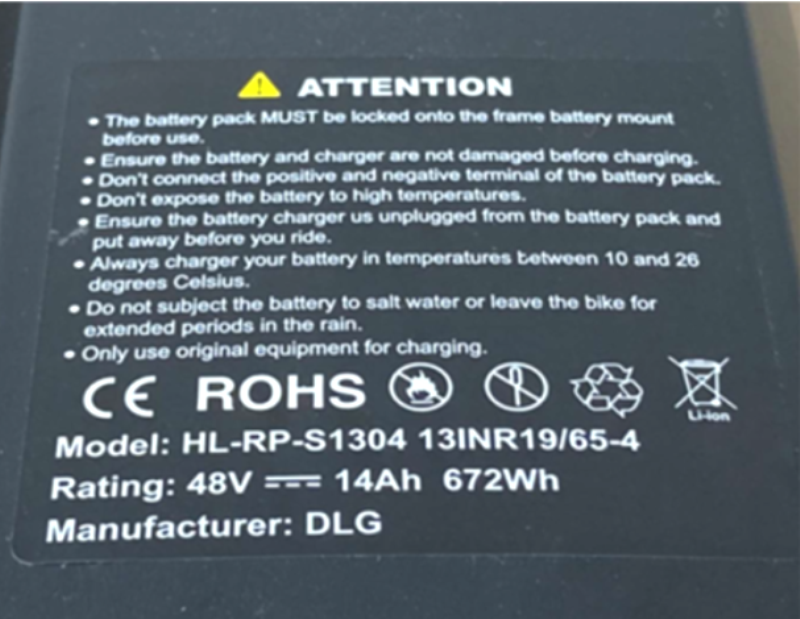 ATTENTION
• The battery pack MUST be locked onto the frame battery mount
before use.
• Ensure the battery and charger are not damaged before charging.
• Don't connect the positive and negative terminal of the battery pack.
• Don't expose the battery to high temperatures.
• Ensure the battery charger us unplugged from the battery pack and
put away before you ride.
• Always charger your battery in temperatures between 10 and 26
degrees Celsius.
• Do not subject the battery to salt water or leave the bike for
extended periods in the rain.
• Only use original equipment for charging.
CE ROHS
Li-ion
Model: HL-RP-S1304 13INR19/65-4
Rating: 48V 14Ah 672Wh
Manufacturer: DLG